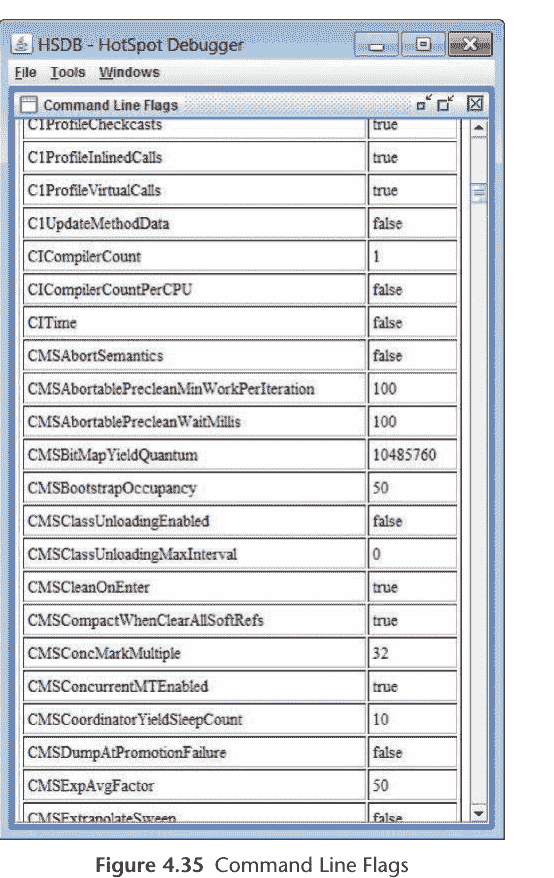 HSDB - HotSpot Debugger
File Tools Windows
Command Line Flags
C1ProfileCheckcasts true
C1ProfileInlinedCalls true
C1ProfileVirtualCalls true
C1UpdateMethodData false
CICompilerCount 1
CICompilerCountPerCPU false
CITime false
CMSAbortSemantics false
CMSAbortablePrecleanMinWorkPerIteration 100
CMSAbortablePrecleanWaitMillis 100
CMSBitMapYieldQuantum 10485760
CMSBootstrapOccupancy 50
CMSClassUnloadingEnabled false
CMSClassUnloadingMaxInterval 0
CMSCleanOnEnter true
CMSCompactWhenClearAllSoftRefs true
CMSConcMarkMultiple 32
CMSConcurrentMTEnabled true
CMSCoordinatorYieldSleepCount 10
CMSDumpAtPromotionFailure false
CMSExpAvgFactor 50
CMSExtrapolateSweep false
Figure 4.35 Command Line Flags